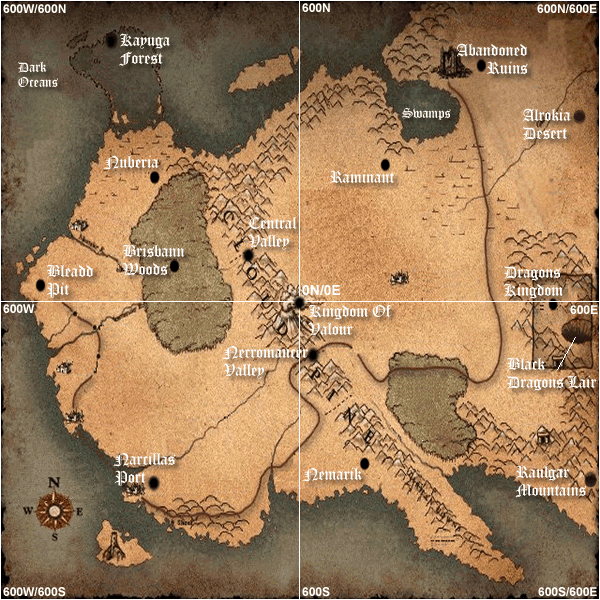 600W/600N
600N
600N/600E
Kayuga
Forest
Dark
Oceans
Abandoned
Ruins
Swamps
Alrokia
Desert
Nuberia
Raminant
Central
Valley
Brisbann
Woods
Bleadd
Pit
Dragons
Kingdom
0N/0E
600W
600E
Kingdom Of
Valour
Necromancer
Valley
Black
Dragons Lair
Narcillas
Port
Nemarik
Raulgar
Mountains
N
W
E
S
600W/600S
600S
600S/600E